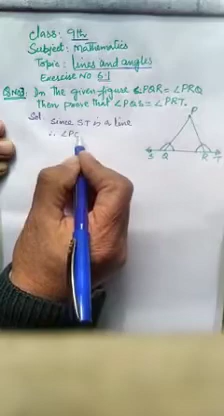 Class: 9th
Subject: Mathematics
Topic: lines and angles
Exercise No 6.1
Q.No3. In the given figure ∠PQR = ∠PRQ
Then prove that ∠PQS = ∠PRT.
Sol. Since ST is a line
∴ ∠PS
P
S Q R T